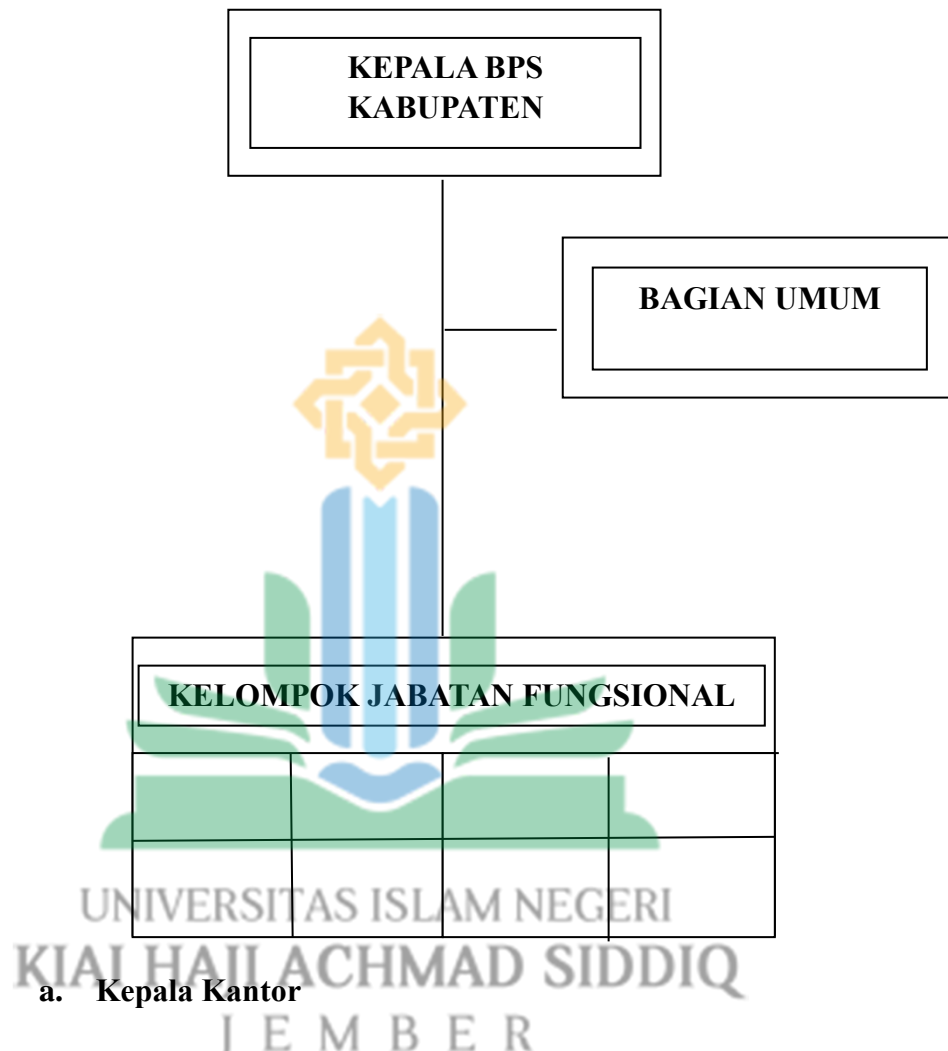 KEPALA BPS
KABUPATEN
BAGIAN UMUM
KELOMPOK JABATAN FUNGSIONAL
UNIVERSITAS ISLAM NEGERI
KIAI HAJI ACHMAD SIDDIQ
a. Kepala Kantor
J E M B E R